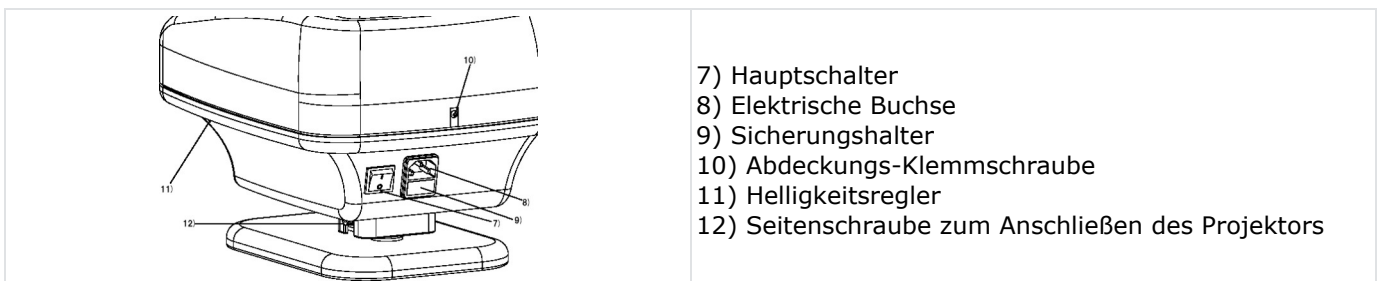 10)
11)
8)
12)
7)
9)
7) Hauptschalter
8) Elektrische Buchse
9) Sicherungshalter
10) Abdeckungs-Klemmschraube
11) Helligkeitsregler
12) Seitenschraube zum Anschließen des Projektors